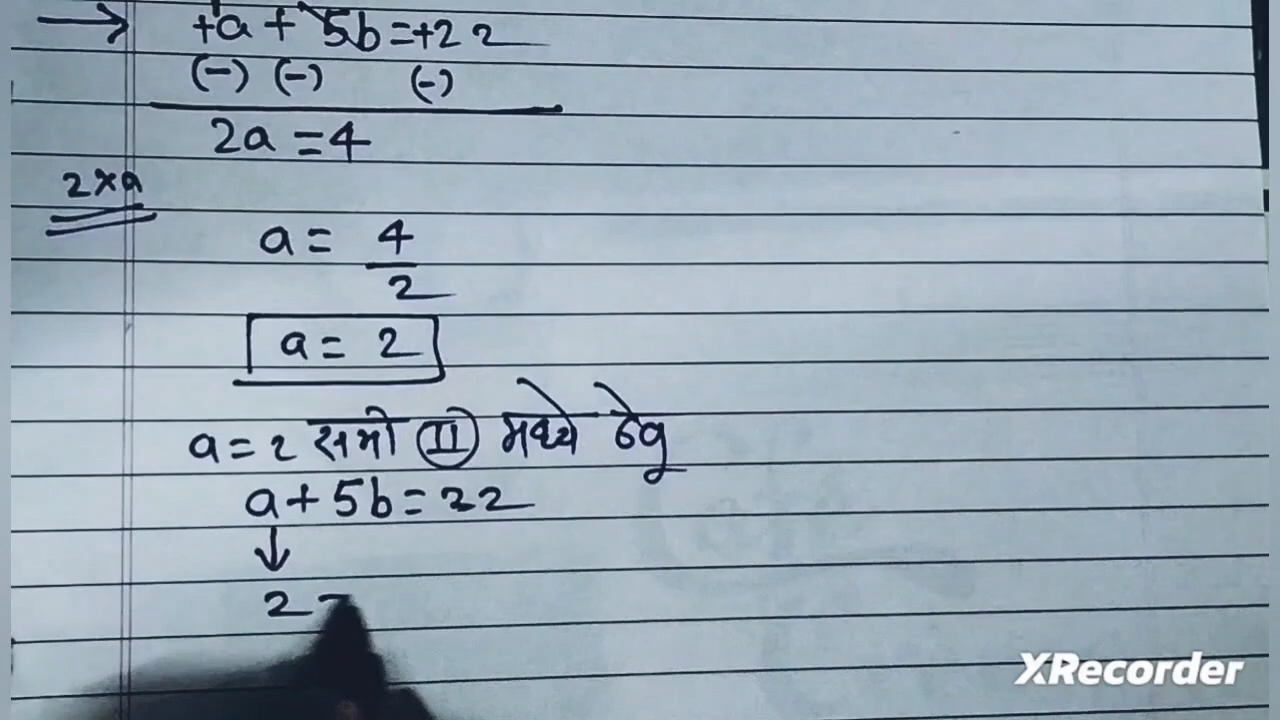 → +a + 5b = +22
(-) (-) (-)
2a = 4
2×a
a = 4/2
a = 2
a = 2 समी II मध्ये ठेवू
a + 5b = 22
↓
2
XRecorder